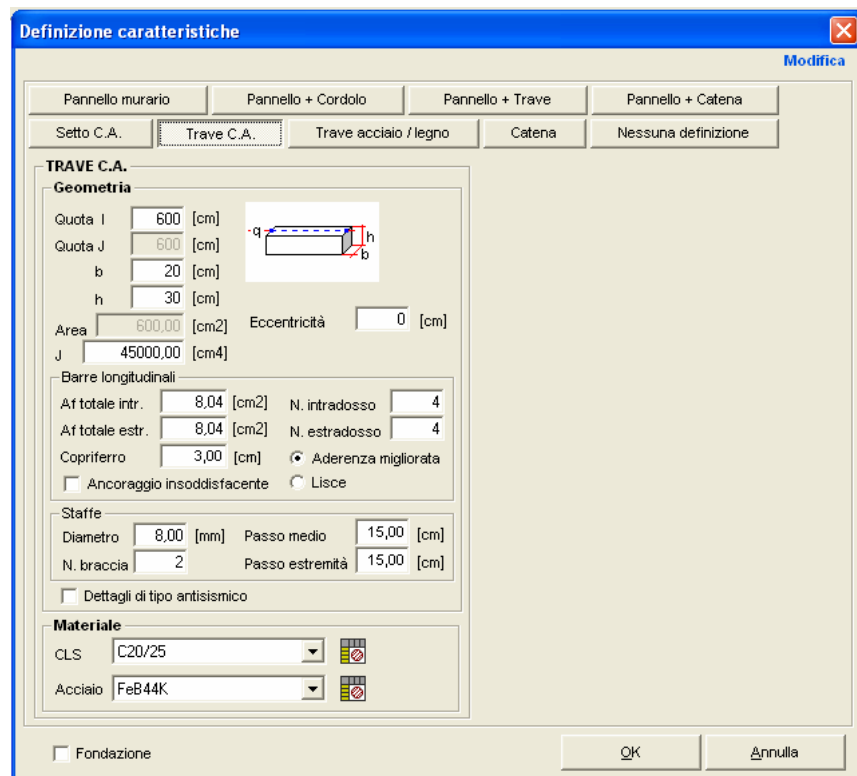 Definizione caratteristiche
Modifica
Pannello murario Pannello + Cordolo Pannello + Trave Pannello + Catena
Setto C.A. Trave C.A. Trave acciaio / legno Catena Nessuna definizione
TRAVE C.A.
Geometria
Quota I 600 [cm]
Quota J 600 [cm]
q h b
b 20 [cm]
h 30 [cm]
Area 600,00 [cm2] Eccentricità 0 [cm]
J 45000,00 [cm4]
Barre longitudinali
Af totale intr. 8,04 [cm2] N. intradosso 4
Af totale estr. 8,04 [cm2] N. estradosso 4
Copriferro 3,00 [cm] Aderenza migliorata
Ancoraggio insoddisfacente Lisce
Staffe
Diametro 8,00 [mm] Passo medio 15,00 [cm]
N. braccia 2 Passo estremità 15,00 [cm]
Dettagli di tipo antisismico
Materiale
CLS C20/25
Acciaio FeB44K
Fondazione OK Annulla